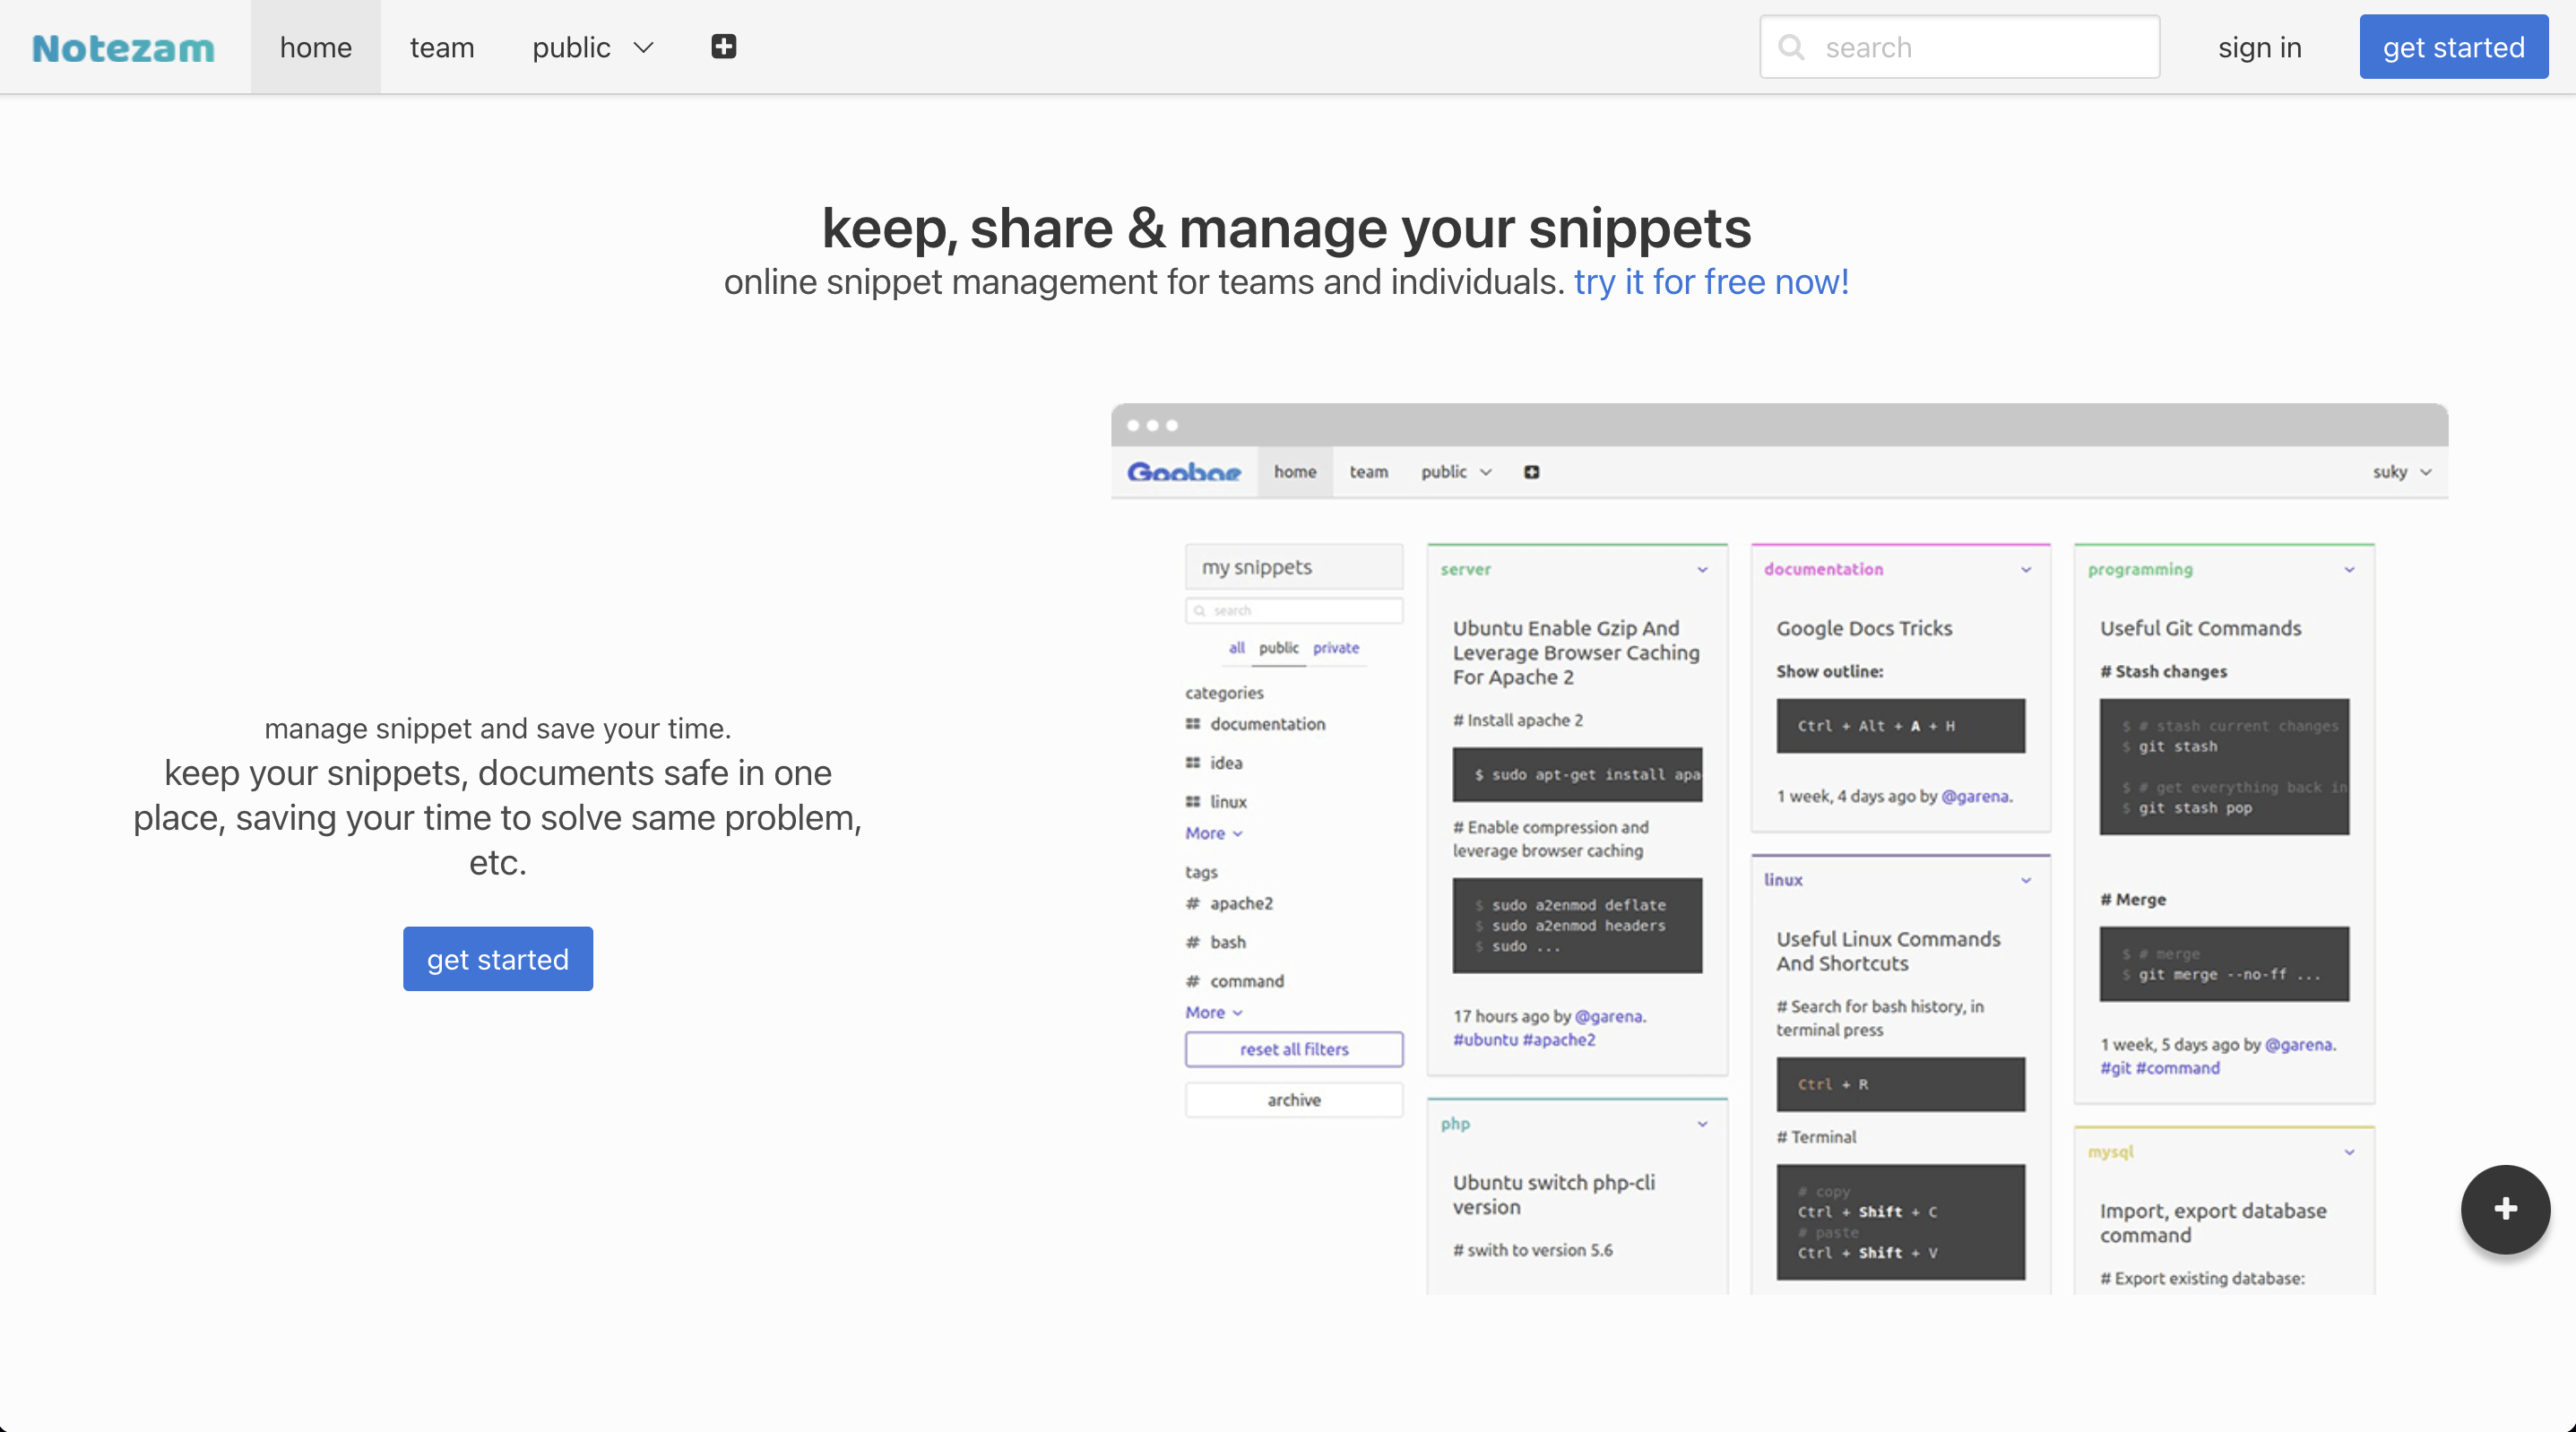 Notezam
home
team
public
search
sign in
get started
keep, share & manage your snippets
online snippet management for teams and individuals. try it for free now!
manage snippet and save your time.
keep your snippets, documents safe in one
place, saving your time to solve same problem,
etc.
get started
home
team
public
suky
my snippets
search
all public private
categories
documentation
idea
linux
More
tags
# apache2
# bash
# command
More
reset all filters
archive
server
Ubuntu Enable Gzip And
Leverage Browser Caching
For Apache 2
# Install apache 2
$ sudo apt-get install apa
# Enable compression and
leverage browser caching
$ sudo a2enmod deflate
$ sudo a2enmod headers
$ sudo ...
17 hours ago by @garena.
#ubuntu #apache2
php
Ubuntu switch php-cli
version
# swith to version 5.6
documentation
Google Docs Tricks
Show outline:
Ctrl + Alt + A + H
1 week, 4 days ago by @garena.
linux
Useful Linux Commands
And Shortcuts
# Search for bash history, in
terminal press
Ctrl + R
# Terminal
# copy
Ctrl + Shift + C
# paste
Ctrl + Shift + V
programming
Useful Git Commands
# Stash changes
$ # stash current changes
$ git stash
$ # get everything back in
$ git stash pop
# Merge
$ # merge
$ git merge --no-ff ...
1 week, 5 days ago by @garena.
#git #command
mysql
Import, export database
command
# Export existing database: